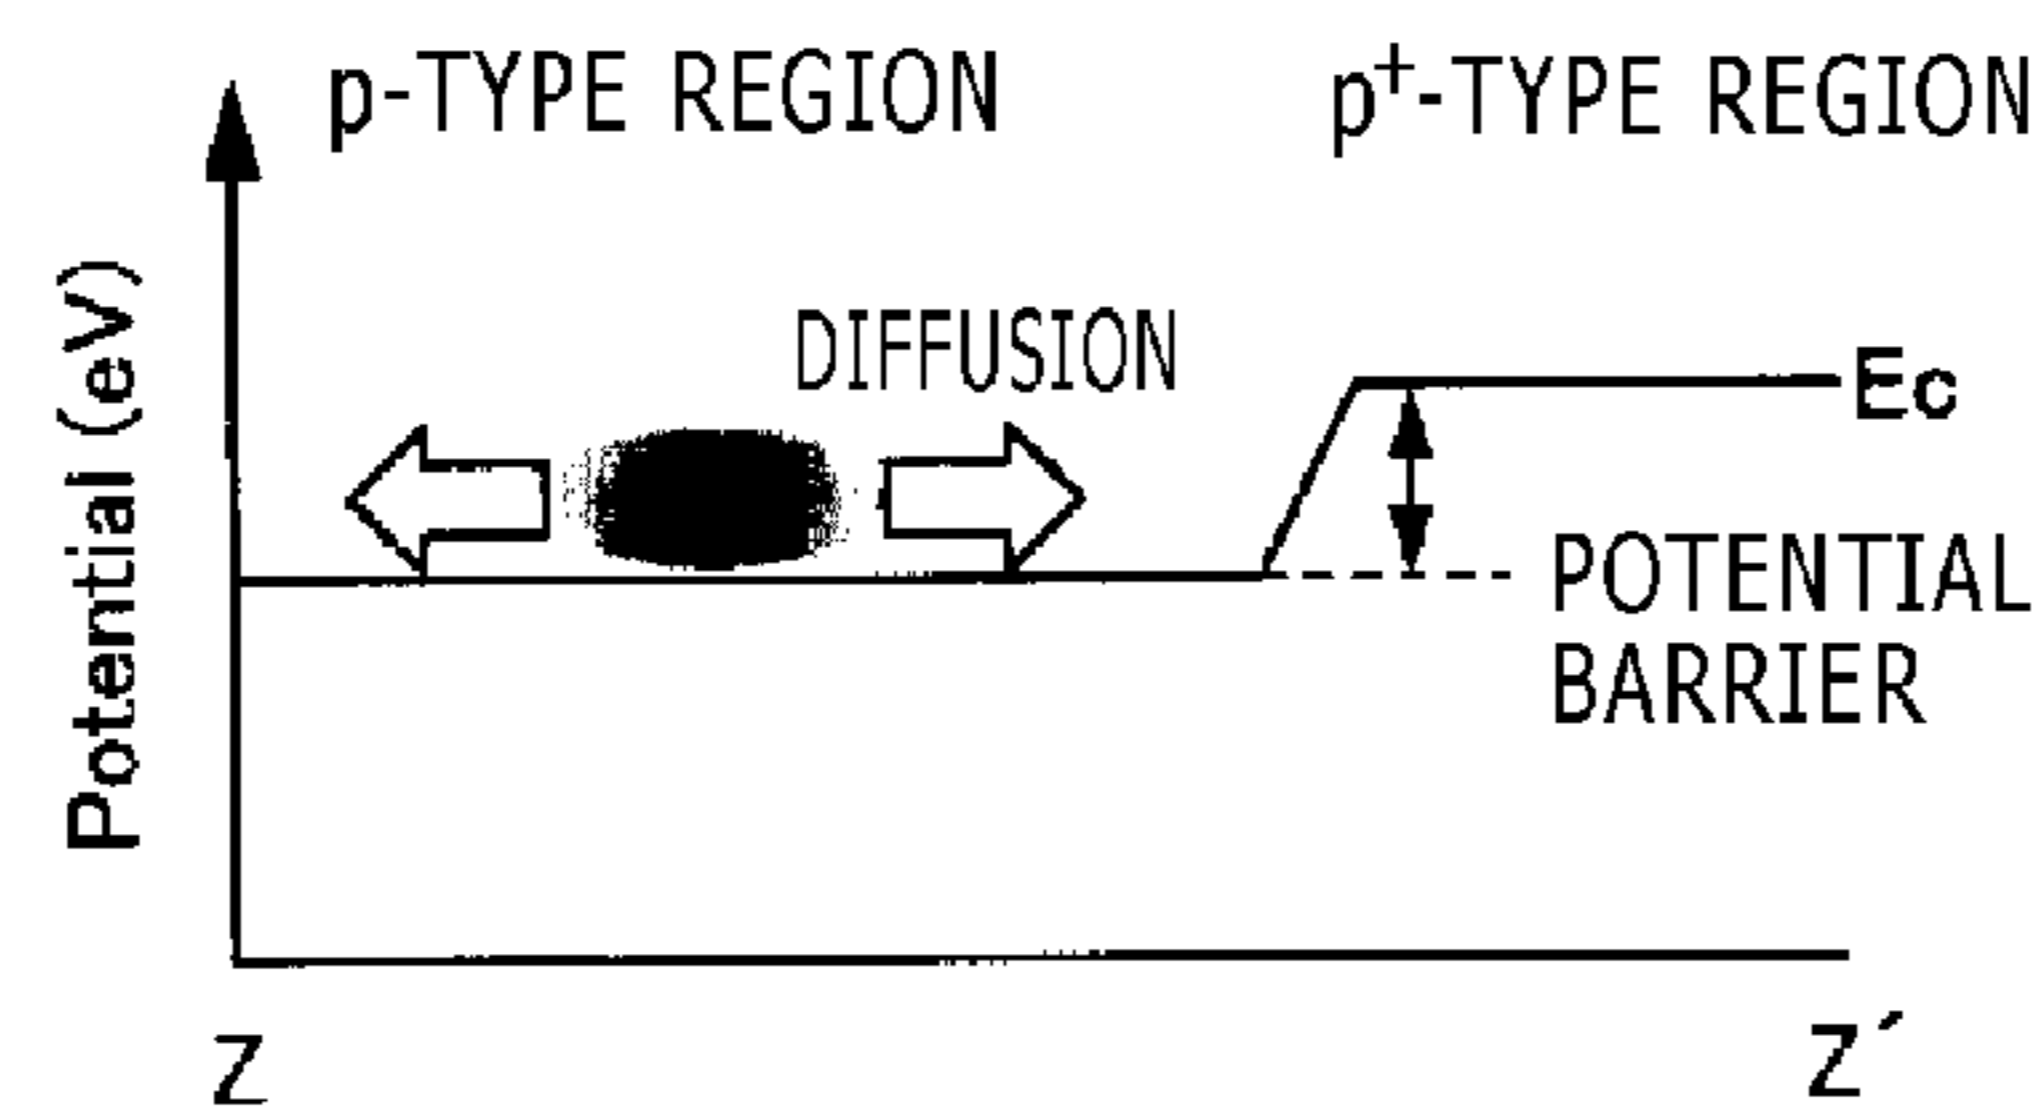 p-TYPE REGION
p⁺-TYPE REGION
Potential (eV)
DIFFUSION
Ec
POTENTIAL
BARRIER
Z
Z´